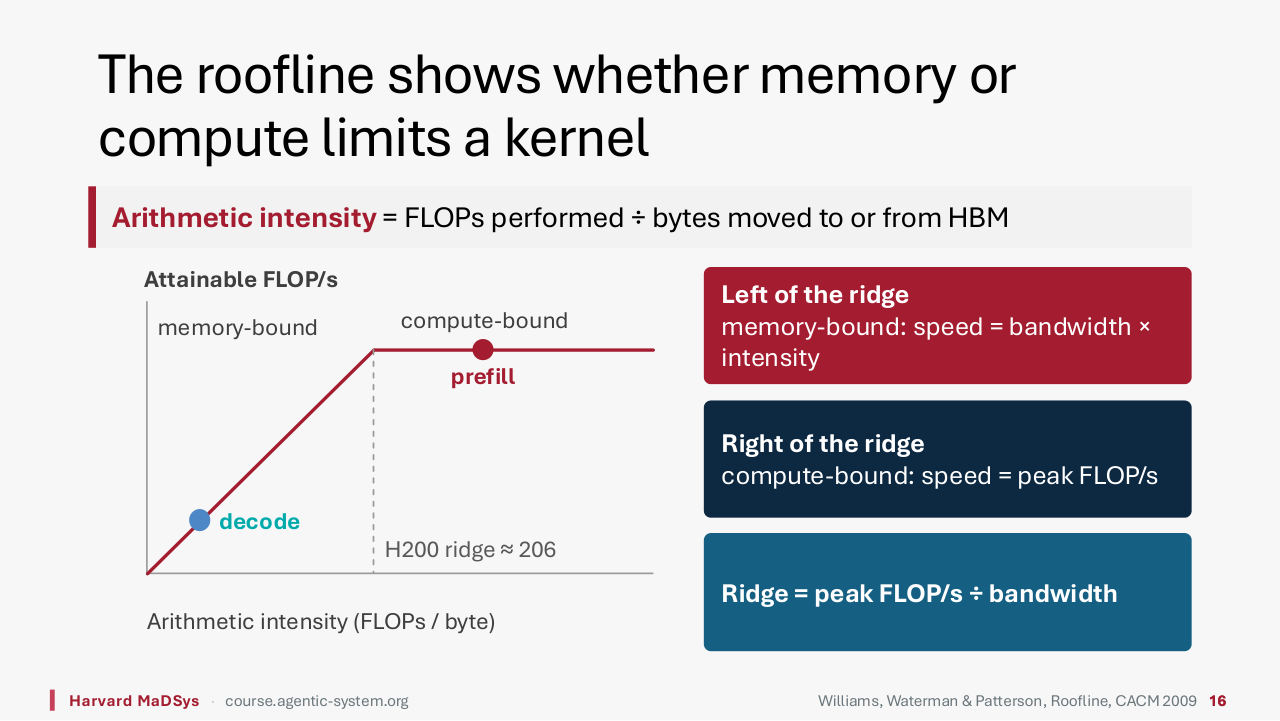 The roofline shows whether memory or
compute limits a kernel
Arithmetic intensity = FLOPs performed ÷ bytes moved to or from HBM
Attainable FLOP/s
memory-bound
compute-bound
prefill
decode
H200 ridge ≈ 206
Arithmetic intensity (FLOPs / byte)
Left of the ridge
memory-bound: speed = bandwidth ×
intensity
Right of the ridge
compute-bound: speed = peak FLOP/s
Ridge = peak FLOP/s ÷ bandwidth
Harvard MaDSys · course.agentic-system.org
Williams, Waterman & Patterson, Roofline, CACM 2009 16